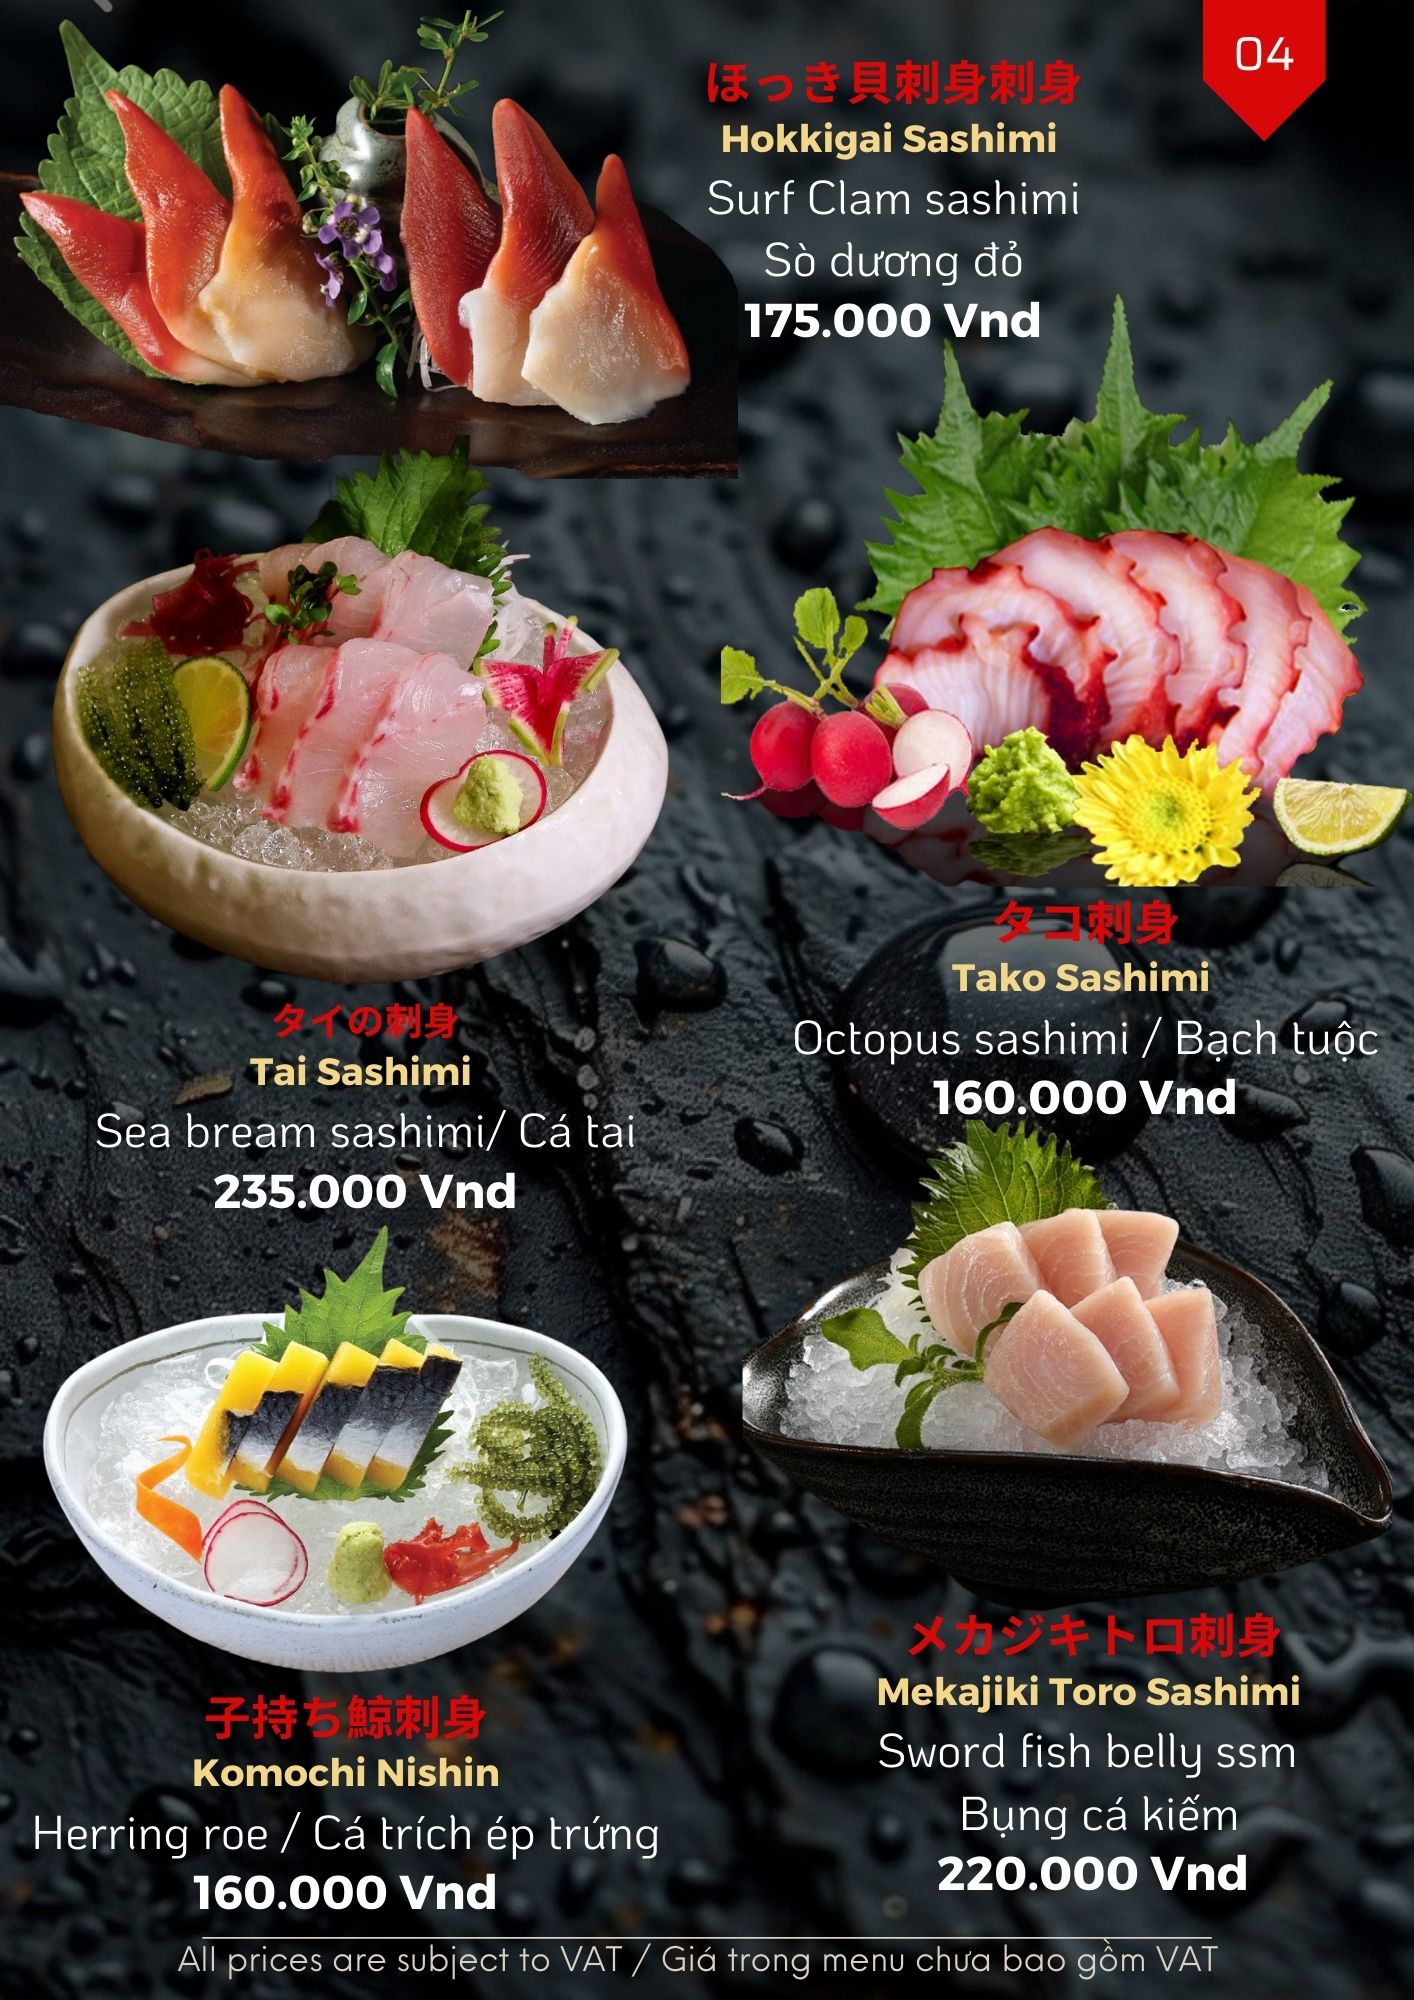 04
ほっき貝刺身刺身
Hokkigai Sashimi
Surf Clam sashimi
Sò dương đỏ
175.000 Vnd
タイの刺身
Tai Sashimi
Sea bream sashimi/ Cá tai
235.000 Vnd
タコ刺身
Tako Sashimi
Octopus sashimi / Bạch tuộc
160.000 Vnd
子持ち鯨刺身
Komochi Nishin
Herring roe / Cá trích ép trứng
160.000 Vnd
メカジキトロ刺身
Mekajiki Toro Sashimi
Sword fish belly ssm
Bụng cá kiếm
220.000 Vnd
All prices are subject to VAT / Giá trong menu chưa bao gồm VAT